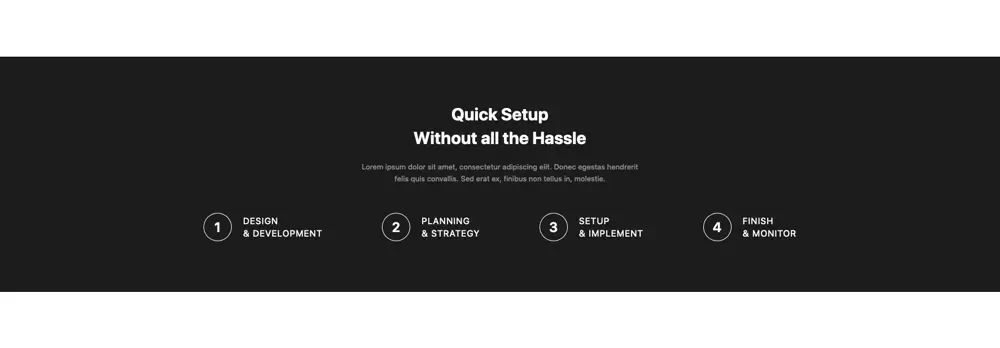 Quick Setup
Without all the Hassle
Lorem ipsum dolor sit amet, consectetur adipiscing elit. Donec egestas hendrerit
felis quis convallis. Sed erat ex, finibus non tellus in, molestie.
1
DESIGN
& DEVELOPMENT
2
PLANNING
& STRATEGY
3
SETUP
& IMPLEMENT
4
FINISH
& MONITOR